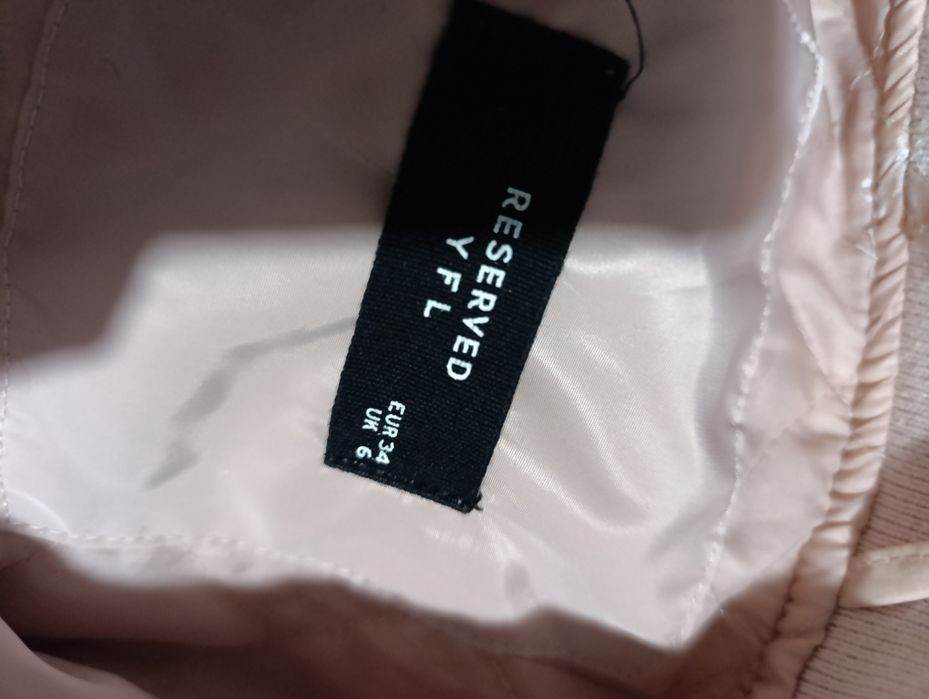 RESERVED
YFL
EUR 34
UK 6